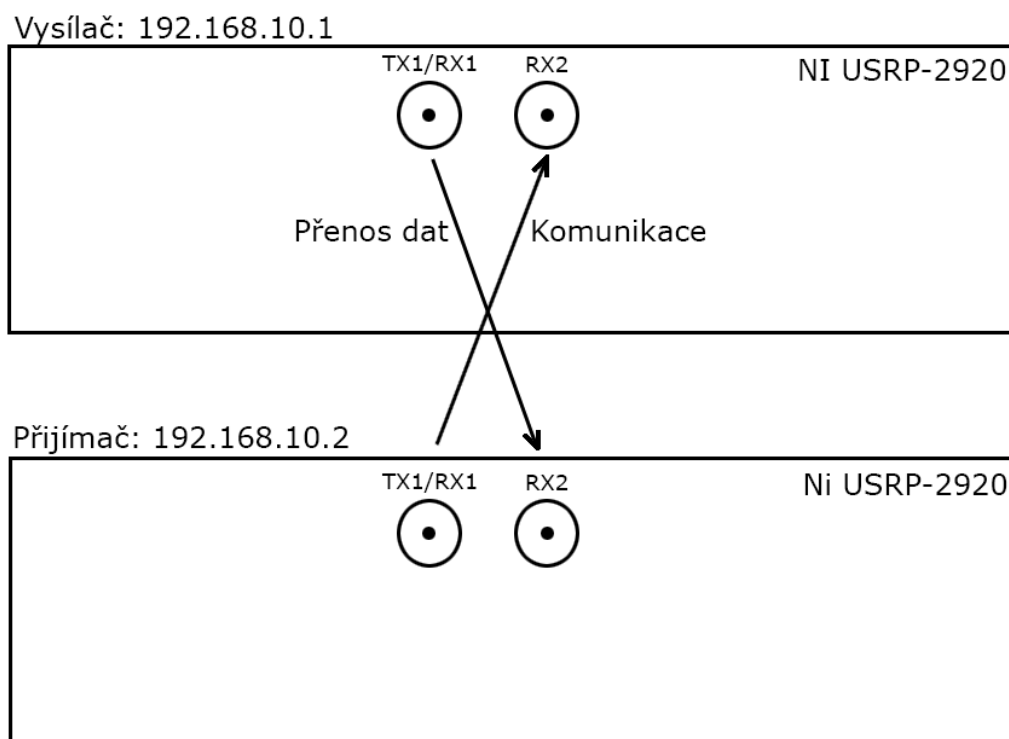 Vysílač: 192.168.10.1
TX1/RX1 RX2 NI USRP-2920
Přenos dat Komunikace
Přijímač: 192.168.10.2
TX1/RX1 RX2 Ni USRP-2920